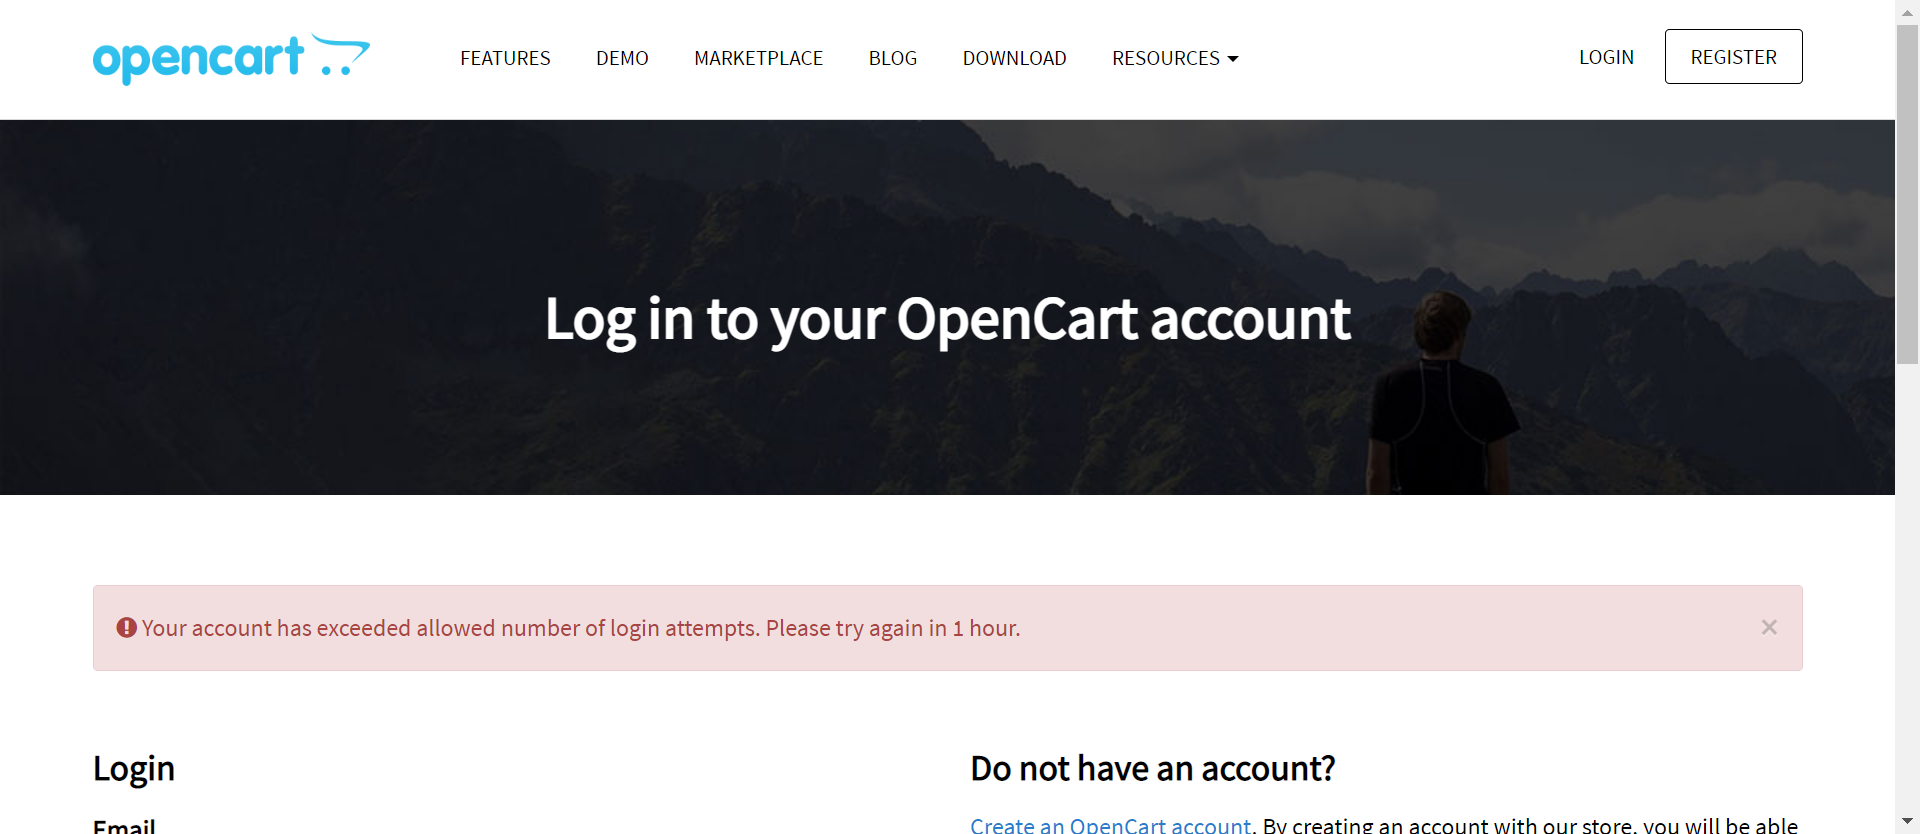 opencart
FEATURES DEMO MARKETPLACE BLOG DOWNLOAD RESOURCES LOGIN REGISTER
Log in to your OpenCart account
Your account has exceeded allowed number of login attempts. Please try again in 1 hour.
Login
Email
Do not have an account?
Create an OpenCart account. By creating an account with our store, you will be able